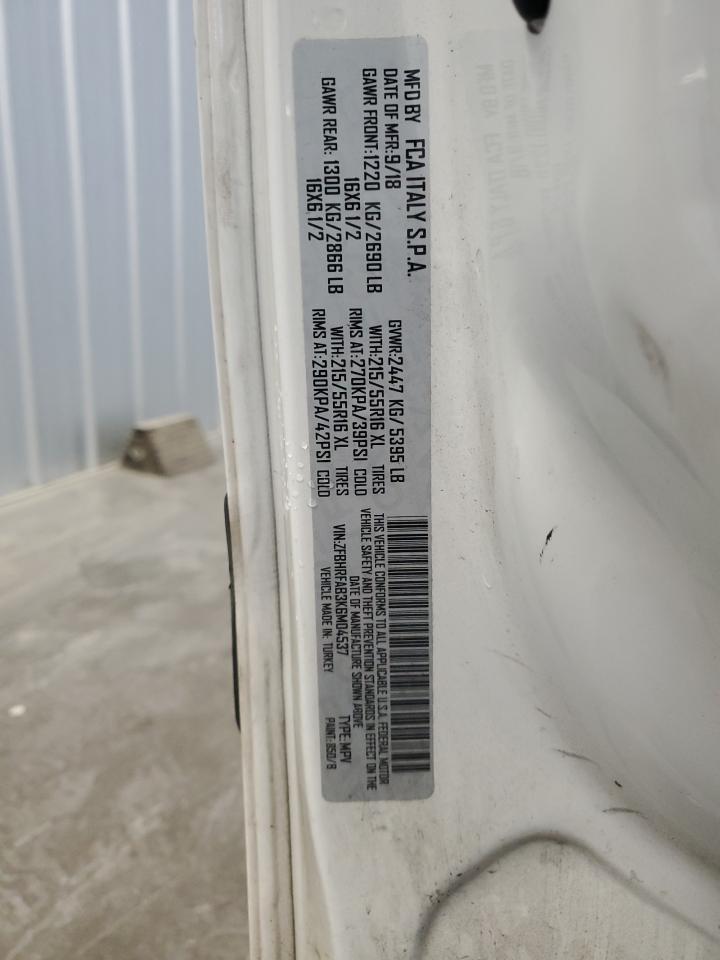 MFD BY FCA ITALY S.P.A.
DATE OF MFR:9/18 GVWR:2447 KG/5395 LB
GAWR FRONT:1220 KG/2690 LB WITH:215/55R16 XL TIRES
16X6 1/2 RIMS AT:270KPA/39PSI COLD
GAWR REAR: 1300 KG/2866 LB WITH:215/55R16 XL TIRES
16X6 1/2 RIMS AT:290KPA/42PSI COLD
THIS VEHICLE CONFORMS TO ALL APPLICABLE U.S.A. FEDERAL MOTOR
VEHICLE SAFETY AND THEFT PREVENTION STANDARDS IN EFFECT ON THE
DATE OF MANUFACTURE SHOWN ABOVE
VIN:ZFBHRFAB3K6M04537 TYPE:MPV
VEHICLE MADE IN: TURKEY PAINT:850/B